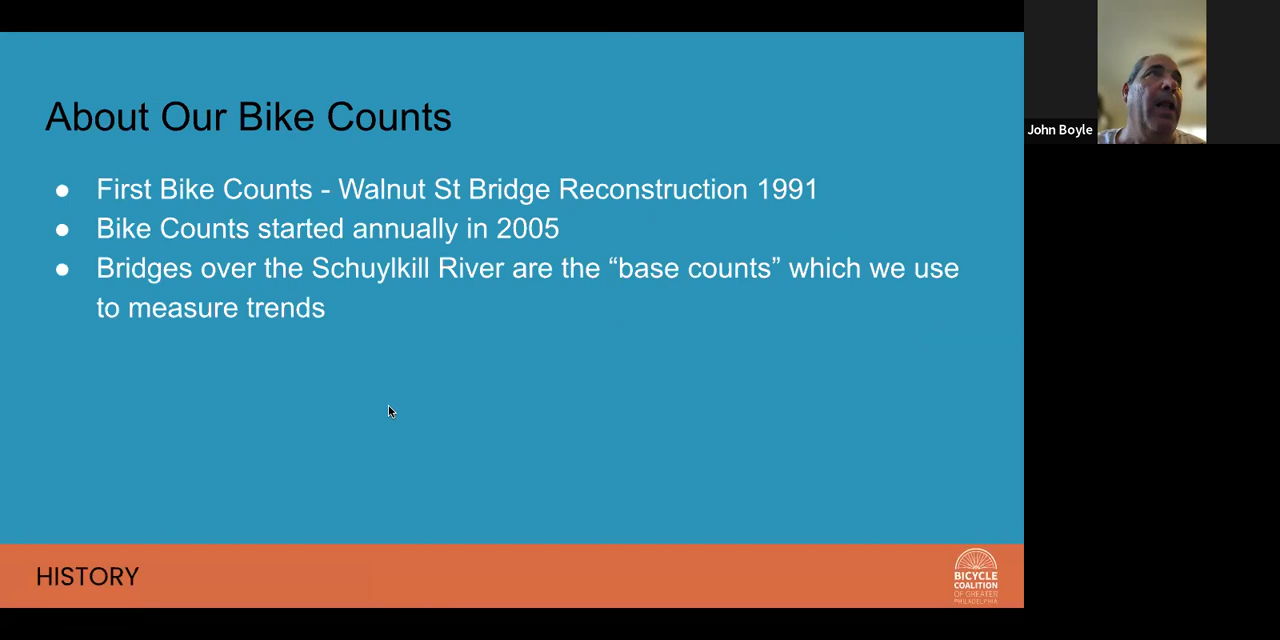 About Our Bike Counts
● First Bike Counts - Walnut St Bridge Reconstruction 1991
● Bike Counts started annually in 2005
● Bridges over the Schuylkill River are the “base counts” which we use
to measure trends
HISTORY
BICYCLE
COALITION
OF GREATER
PHILADELPHIA
John Boyle